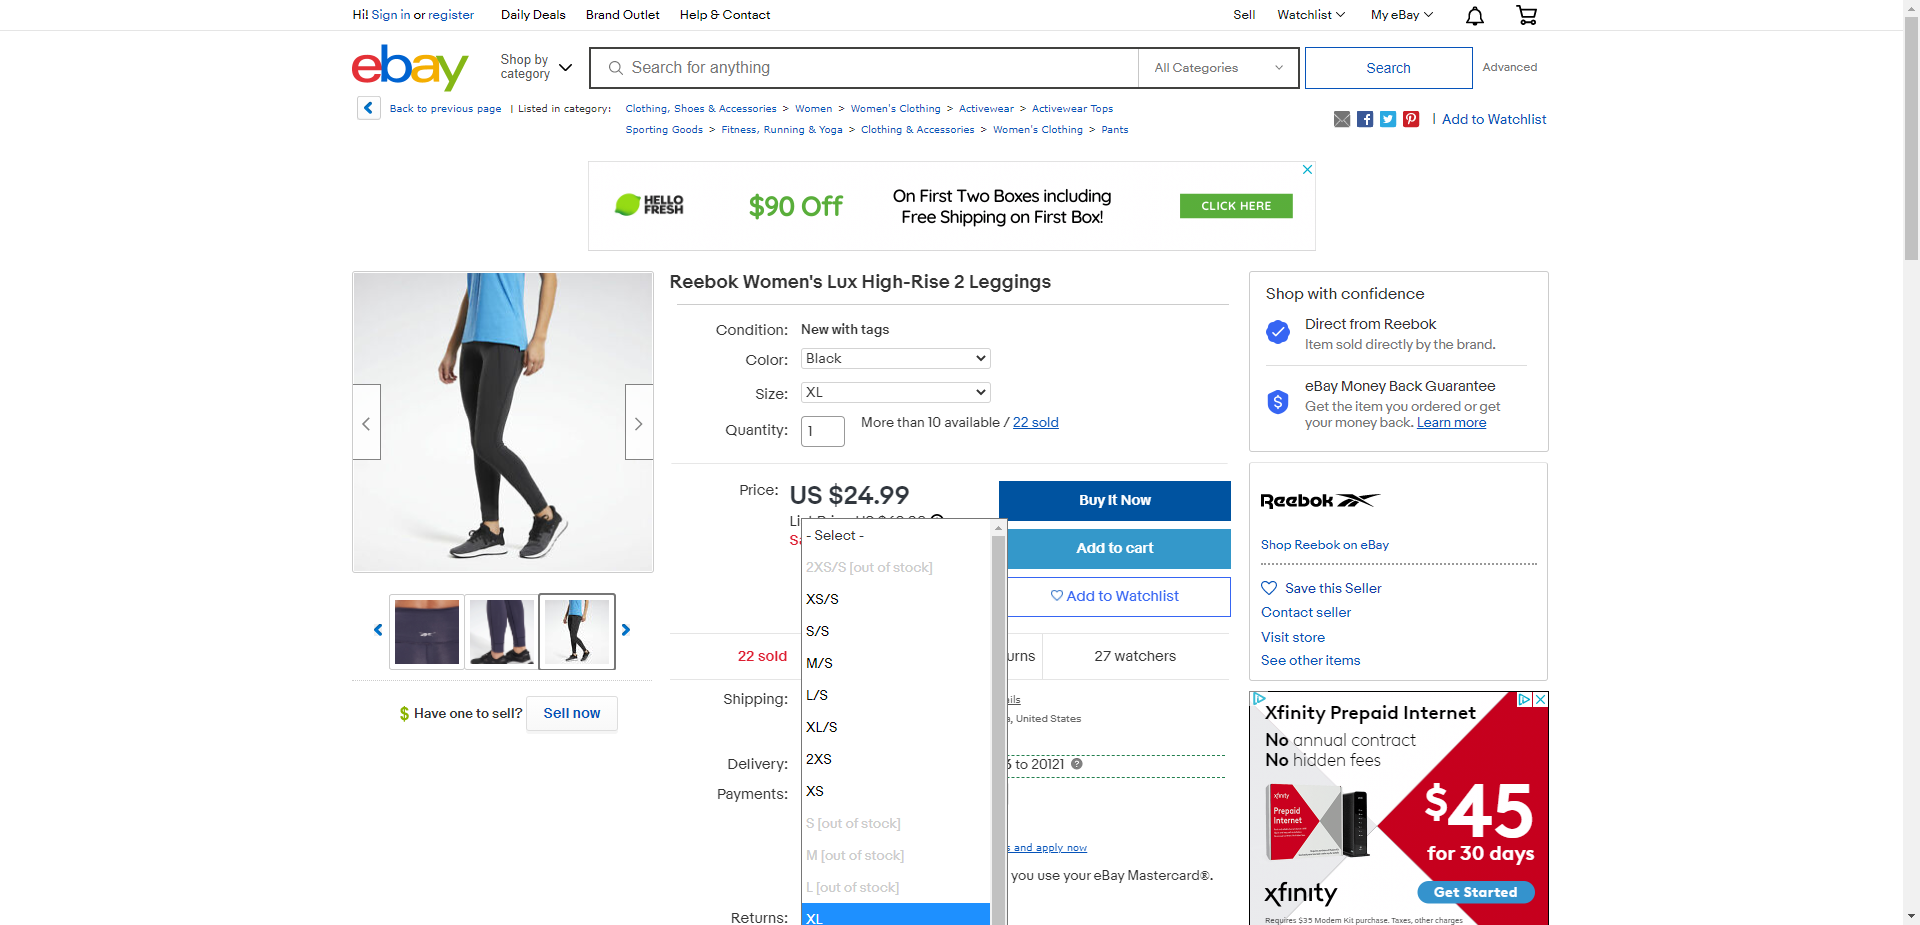 Hi! Sign in or register
Daily Deals
Brand Outlet
Help & Contact
Sell
Watchlist
My eBay
ebay
Shop by category
Search for anything
All Categories
Search
Advanced
Back to previous page | Listed in category:
Clothing, Shoes & Accessories > Women > Women's Clothing > Activewear > Activewear Tops
Sporting Goods > Fitness, Running & Yoga > Clothing & Accessories > Women's Clothing > Pants
| Add to Watchlist
HELLO FRESH
$90 Off
On First Two Boxes including
Free Shipping on First Box!
CLICK HERE
Reebok Women's Lux High-Rise 2 Leggings
Condition: New with tags
Color: Black
Size: XL
Quantity: 1
More than 10 available / 22 sold
Price: US $24.99
Buy It Now
Add to cart
Add to Watchlist
- Select -
2XS/S [out of stock]
XS/S
S/S
M/S
L/S
XL/S
2XS
XS
S [out of stock]
M [out of stock]
L [out of stock]
XL
22 sold
urns
27 watchers
Shipping:
, United States
Delivery:
to 20121
Payments:
s and apply now
you use your eBay Mastercard®.
Returns:
$ Have one to sell? Sell now
Shop with confidence
Direct from Reebok
Item sold directly by the brand.
eBay Money Back Guarantee
Get the item you ordered or get
your money back. Learn more
Reebok
Shop Reebok on eBay
Save this Seller
Contact seller
Visit store
See other items
Xfinity Prepaid Internet
No annual contract
No hidden fees
xfinity
Prepaid
Internet
$45
for 30 days
xfinity
Get Started
Requires $35 Modem Kit purchase. Taxes, other charges